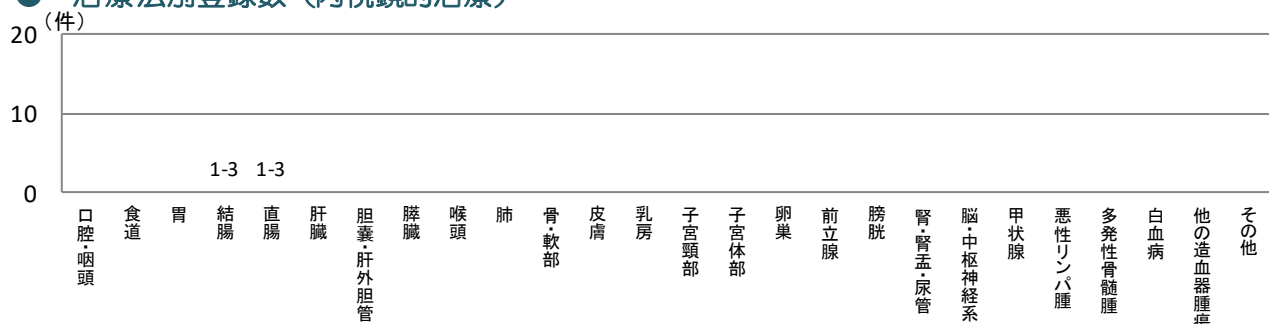 ● 治療法別登録数（内視鏡的治療）
（件）
20
10
0
1-3 1-3
口腔・咽頭
食道
胃
結腸
直腸
肝臓
胆嚢・肝外胆管
膵臓
喉頭
肺
骨・軟部
皮膚
乳房
子宮頸部
子宮体部
卵巣
前立腺
膀胱
腎・腎盂・尿管
脳・中枢神経系
甲状腺
悪性リンパ腫
多発性骨髄腫
白血病
他の造血器腫瘍
その他